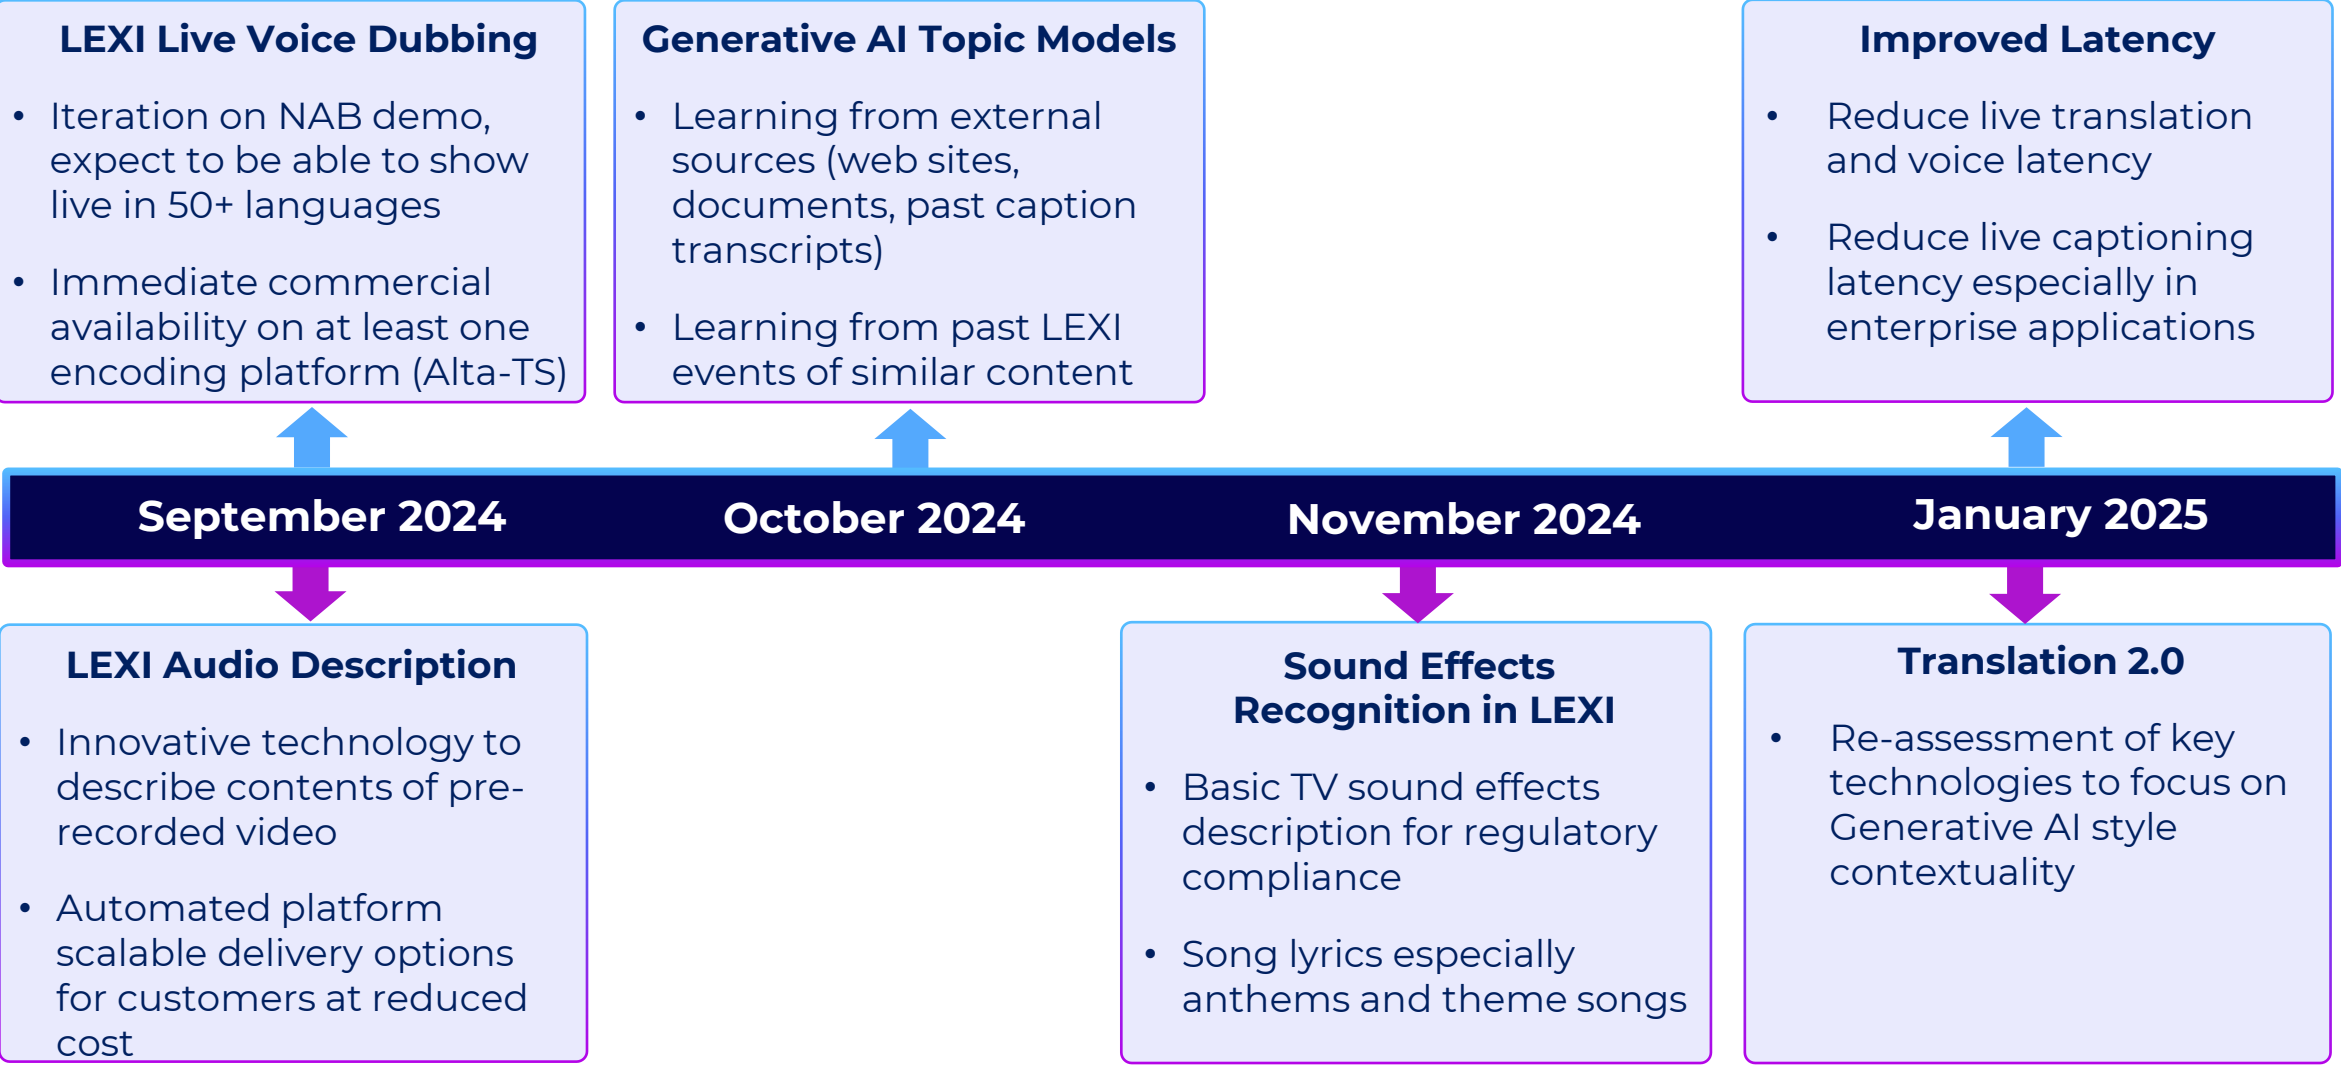 LEXI Live Voice Dubbing
• Iteration on NAB demo,
expect to be able to show
live in 50+ languages
• Immediate commercial
availability on at least one
encoding platform (Alta-TS)
Generative AI Topic Models
• Learning from external
sources (web sites,
documents, past caption
transcripts)
• Learning from past LEXI
events of similar content
Improved Latency
• Reduce live translation
and voice latency
• Reduce live captioning
latency especially in
enterprise applications
September 2024
October 2024
November 2024
January 2025
LEXI Audio Description
• Innovative technology to
describe contents of pre-
recorded video
• Automated platform
scalable delivery options
for customers at reduced
cost
Sound Effects
Recognition in LEXI
• Basic TV sound effects
description for regulatory
compliance
• Song lyrics especially
anthems and theme songs
Translation 2.0
• Re-assessment of key
technologies to focus on
Generative AI style
contextuality